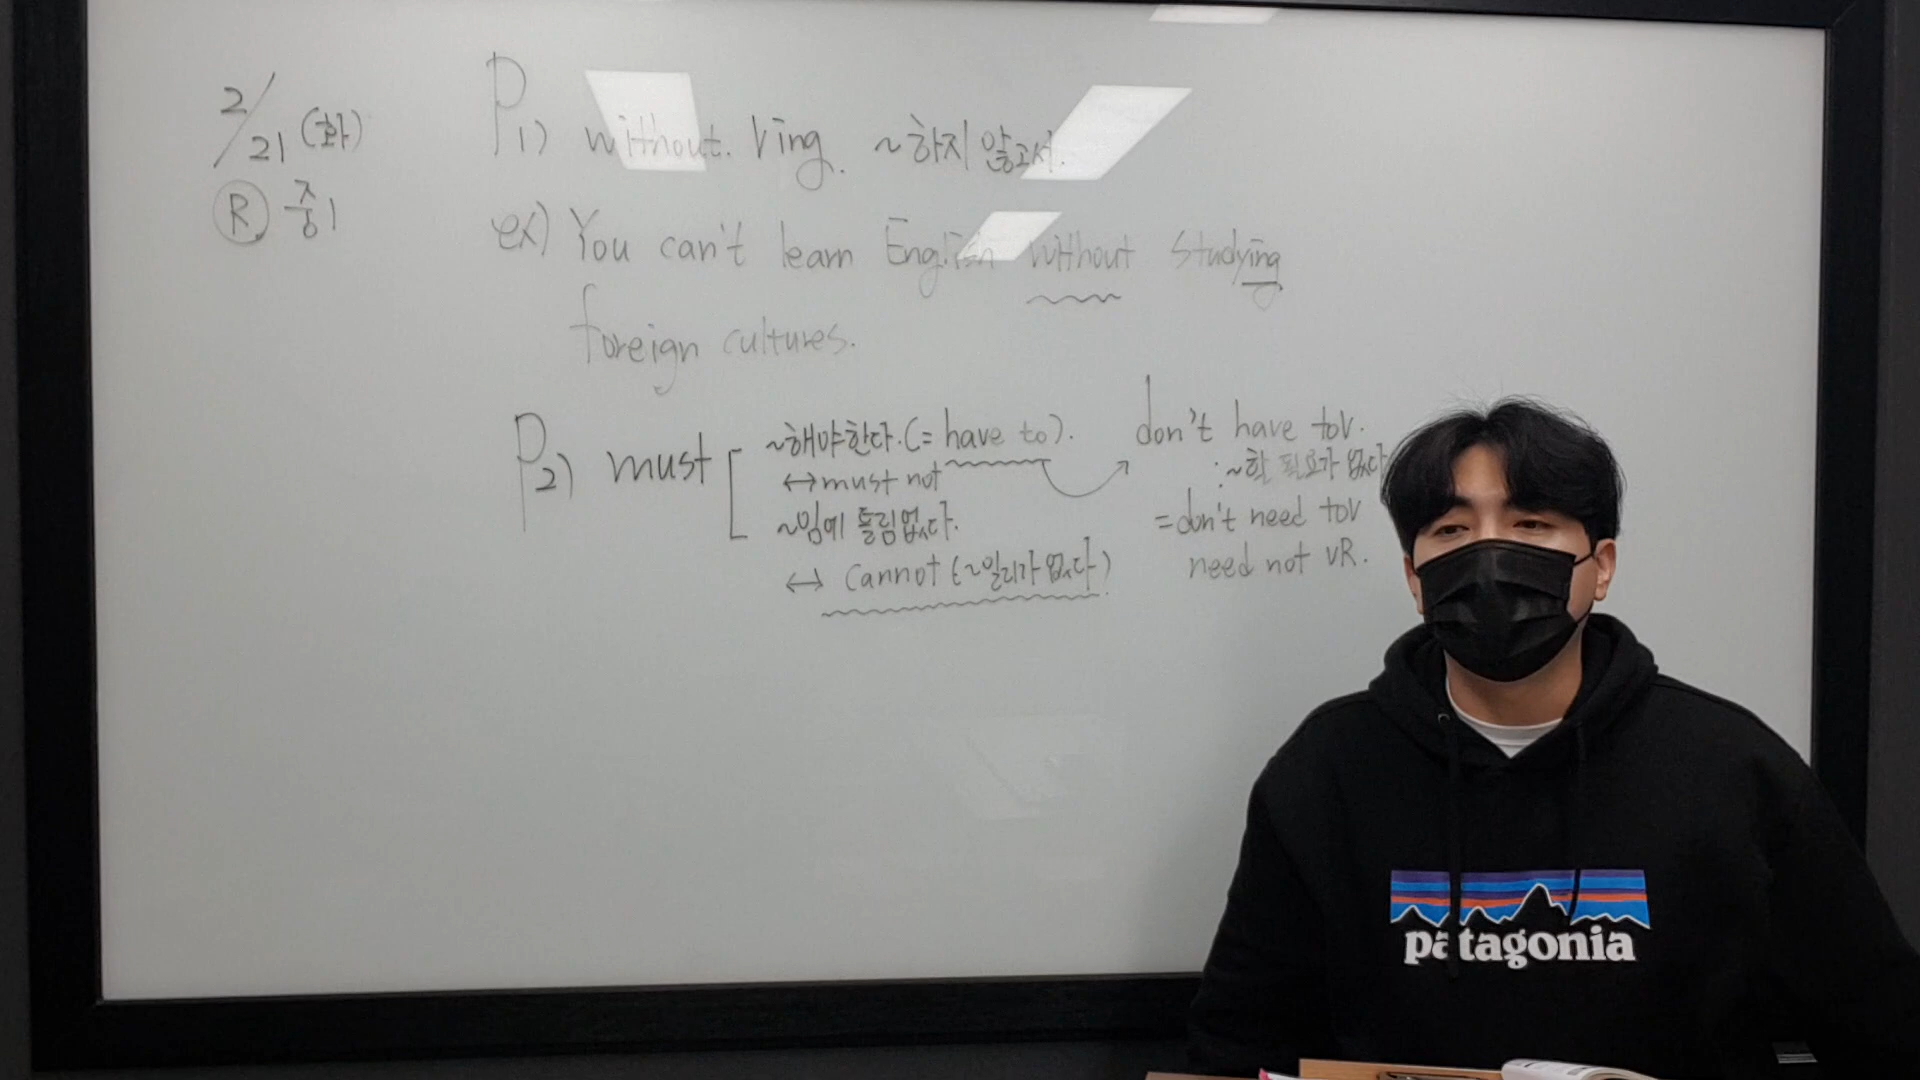 2/21 (화)
Ⓡ 중1
P1) without. Ving. ~하지 않고서.
ex) You can't learn English without studying
foreign cultures.
P2) must [ ~해야한다.(= have to).
↔ must not
~임에 틀림없다.
↔ cannot (~일리가 없다)
don't have to V.
: ~할 필요가 없다
= don't need to V
need not VR.
patagonia